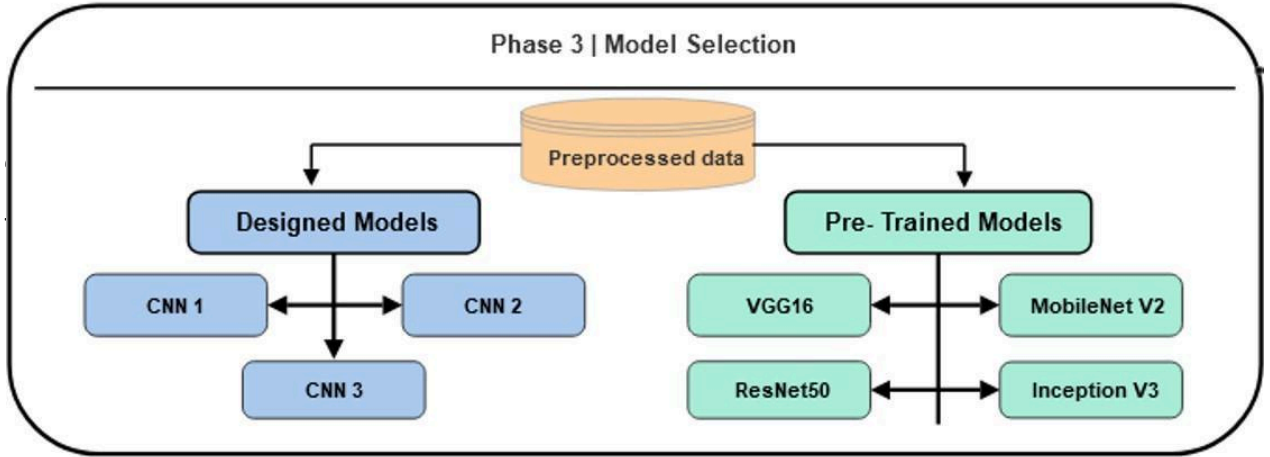 Phase 3 | Model Selection
Preprocessed data
Designed Models
Pre- Trained Models
CNN 1
CNN 2
VGG16
MobileNet V2
CNN 3
ResNet50
Inception V3